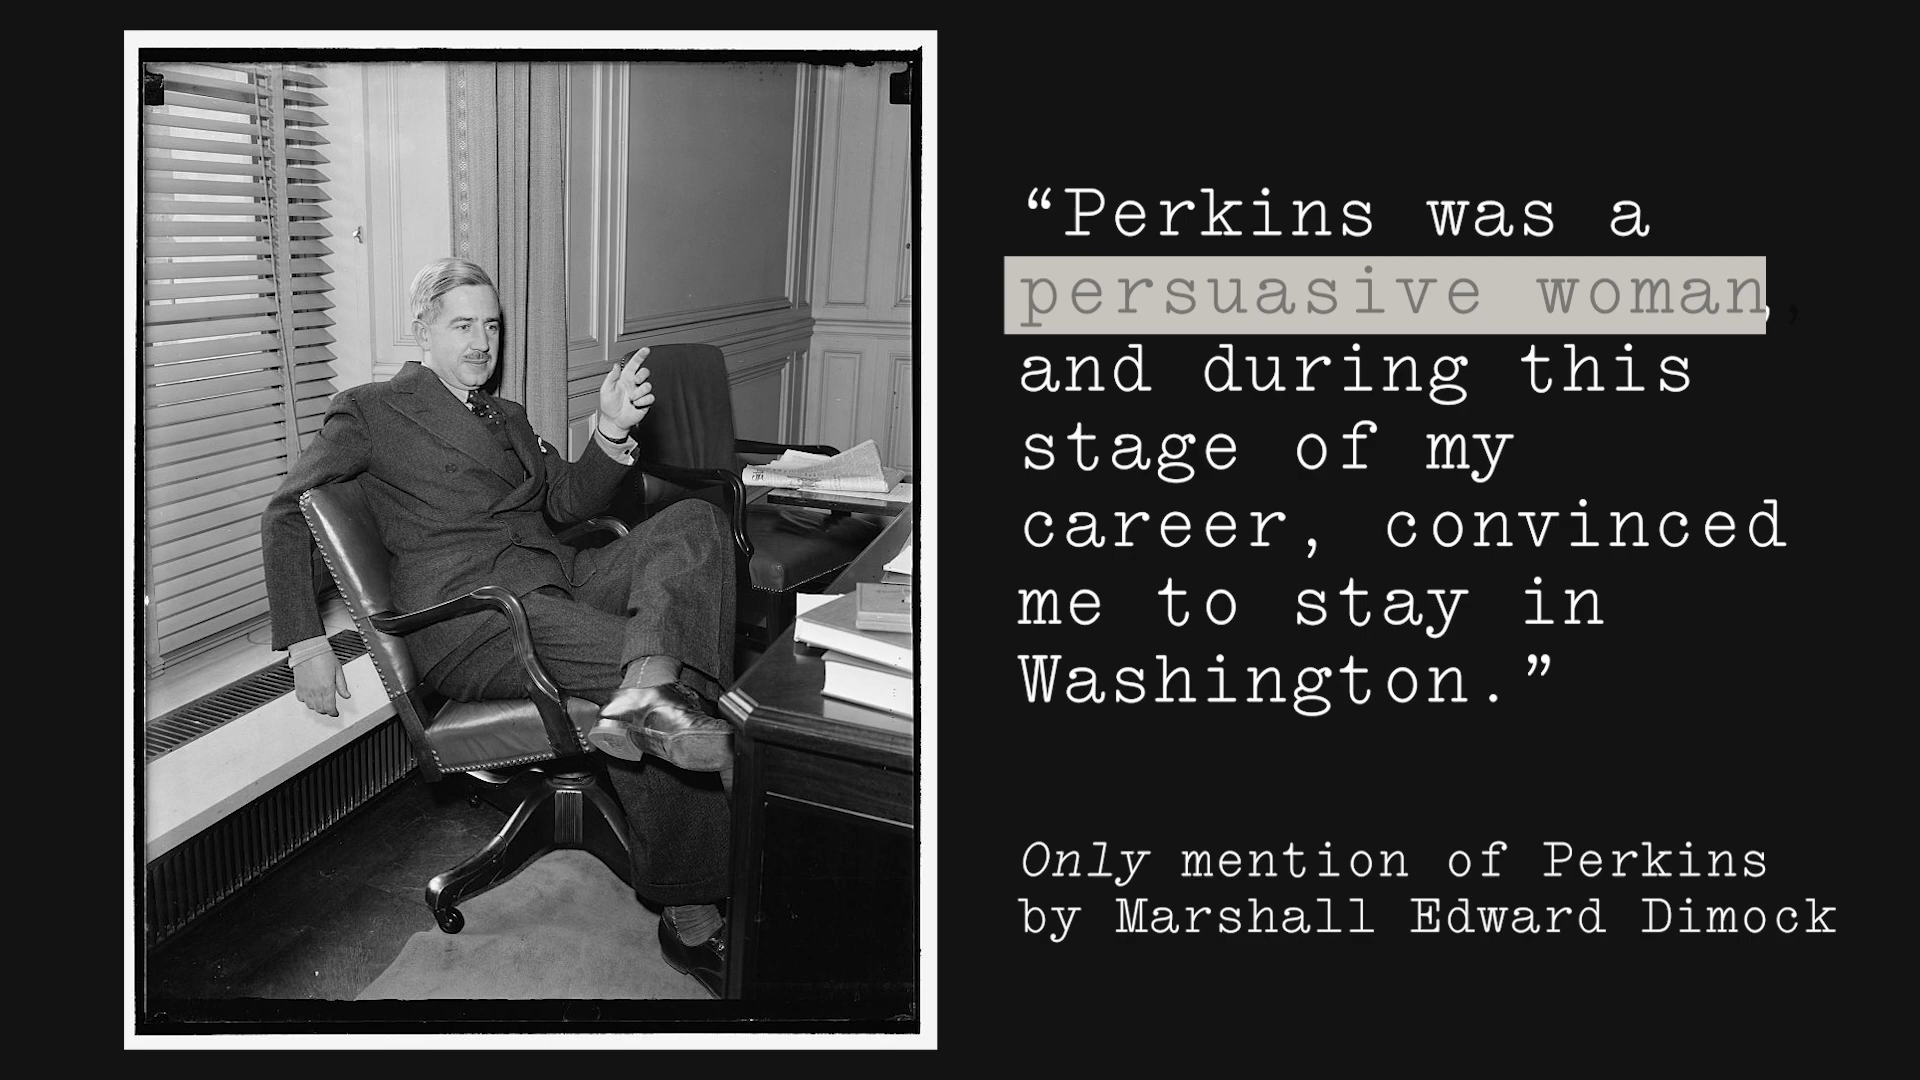 “Perkins was a
persuasive woman,
and during this
stage of my
career, convinced
me to stay in
Washington.”
Only mention of Perkins
by Marshall Edward Dimock